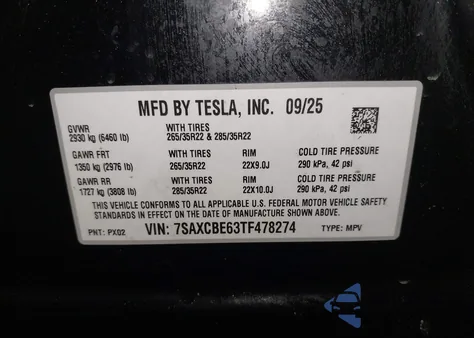 MFD BY TESLA, INC. 09/25
GVWR WITH TIRES
2930 kg (6460 lb) 265/35R22 & 285/35R22
GAWR FRT WITH TIRES RIM COLD TIRE PRESSURE
1350 kg (2976 lb) 265/35R22 22X9.0J 290 kPa, 42 psi
GAWR RR WITH TIRES RIM COLD TIRE PRESSURE
1727 kg (3808 lb) 285/35R22 22X10.0J 290 kPa, 42 psi
THIS VEHICLE CONFORMS TO ALL APPLICABLE U.S. FEDERAL MOTOR VEHICLE SAFETY
STANDARDS IN EFFECT ON THE DATE OF MANUFACTURE SHOWN ABOVE.
PNT: PX02 VIN: 7SAXCBE63TF478274 TYPE: MPV